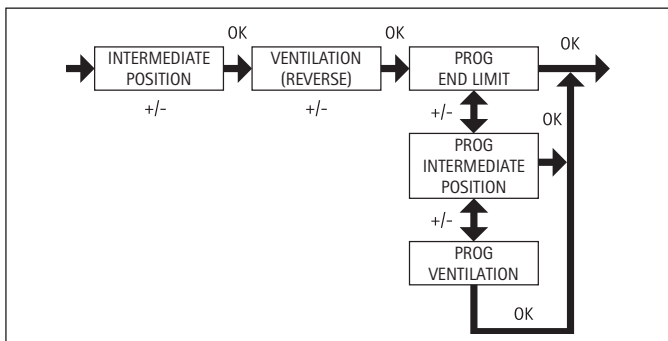 OK
OK
OK
INTERMEDIATE
POSITION
VENTILATION
(REVERSE)
PROG
END LIMIT
+/-
+/-
+/-
OK
PROG
INTERMEDIATE
POSITION
+/-
PROG
VENTILATION
OK